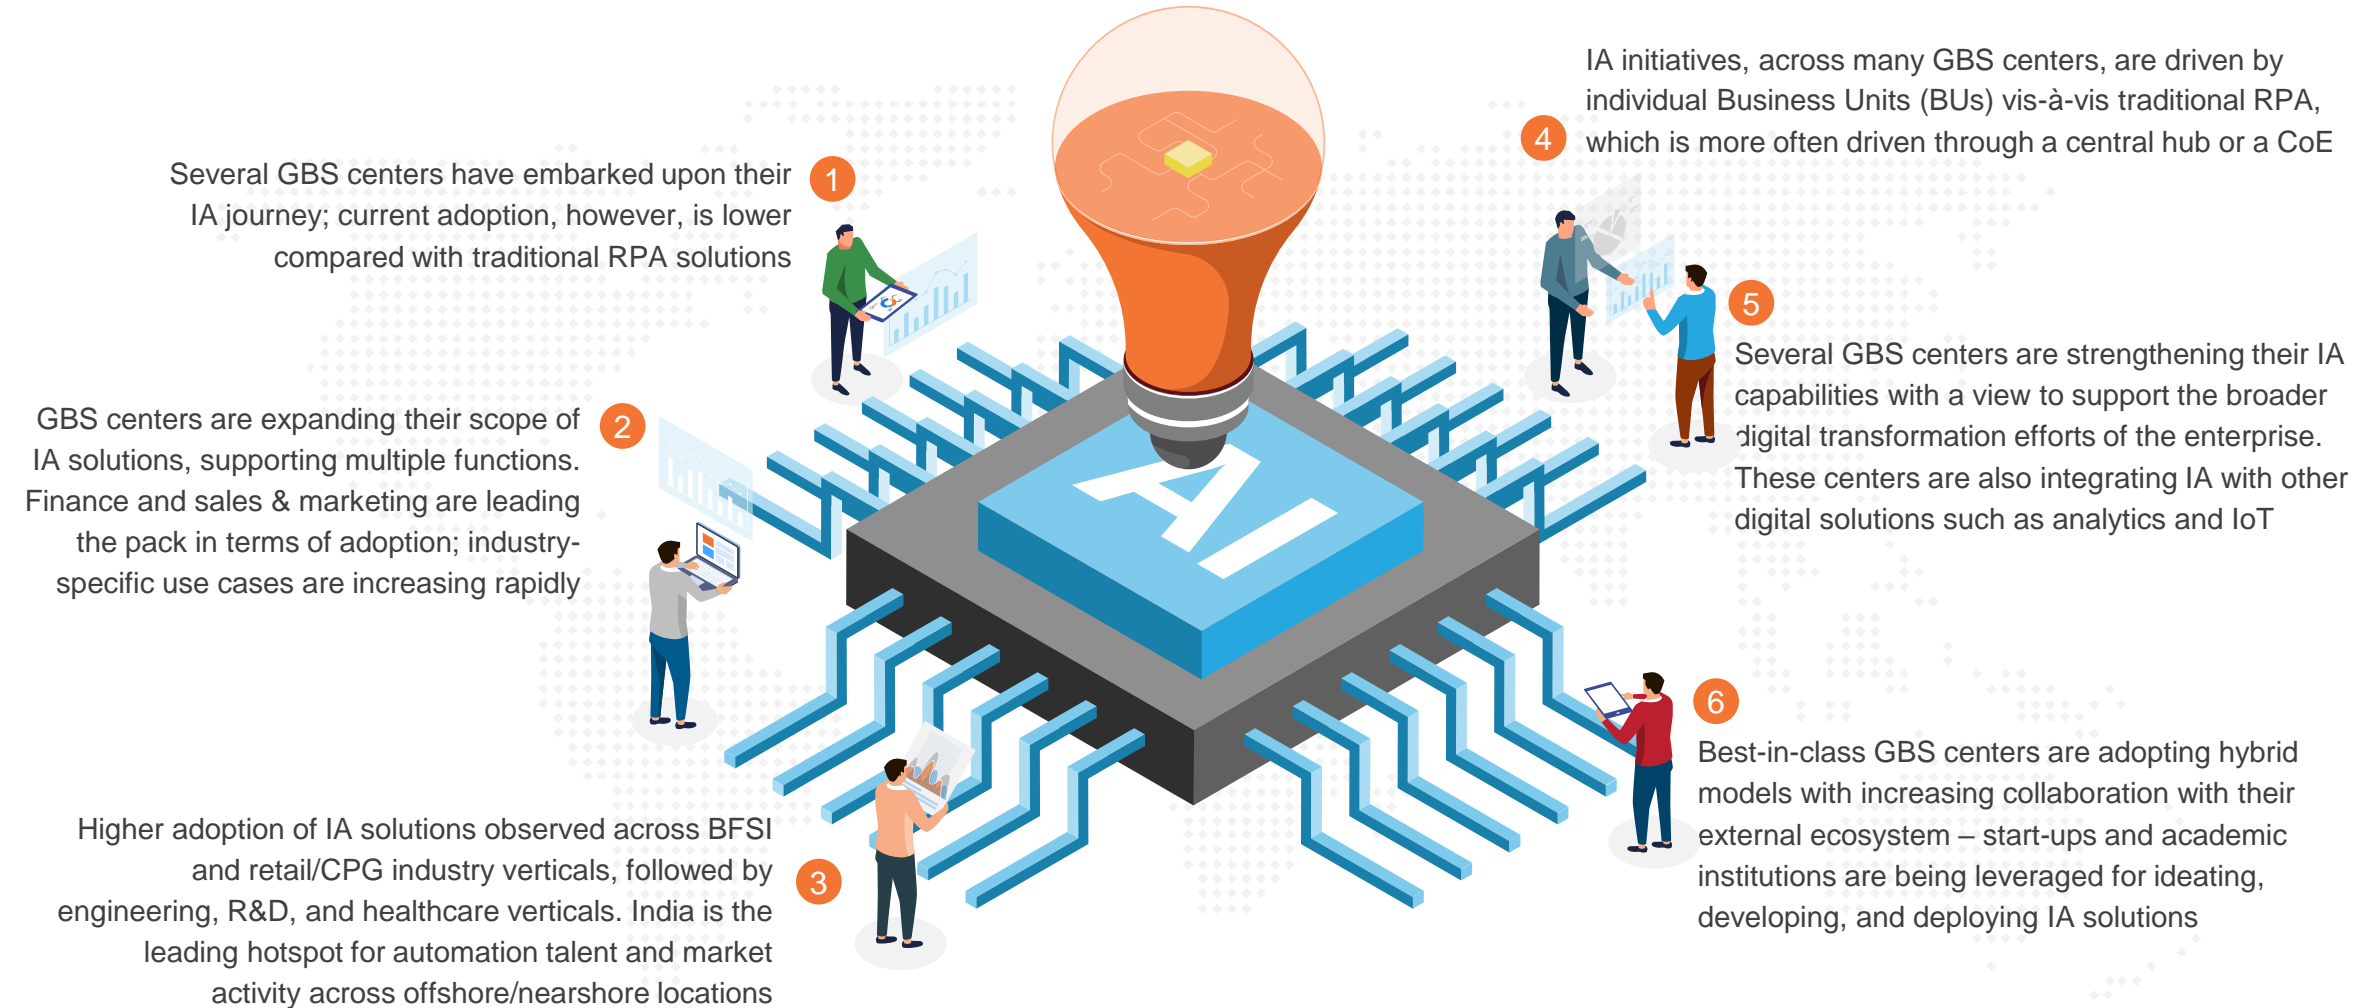 1
Several GBS centers have embarked upon their
IA journey; current adoption, however, is lower
compared with traditional RPA solutions
2
GBS centers are expanding their scope of
IA solutions, supporting multiple functions.
Finance and sales & marketing are leading
the pack in terms of adoption; industry-
specific use cases are increasing rapidly
3
Higher adoption of IA solutions observed across BFSI
and retail/CPG industry verticals, followed by
engineering, R&D, and healthcare verticals. India is the
leading hotspot for automation talent and market
activity across offshore/nearshore locations
AI
4
IA initiatives, across many GBS centers, are driven by
individual Business Units (BUs) vis-à-vis traditional RPA,
which is more often driven through a central hub or a CoE
5
Several GBS centers are strengthening their IA
capabilities with a view to support the broader
digital transformation efforts of the enterprise.
These centers are also integrating IA with other
digital solutions such as analytics and IoT
6
Best-in-class GBS centers are adopting hybrid
models with increasing collaboration with their
external ecosystem – start-ups and academic
institutions are being leveraged for ideating,
developing, and deploying IA solutions